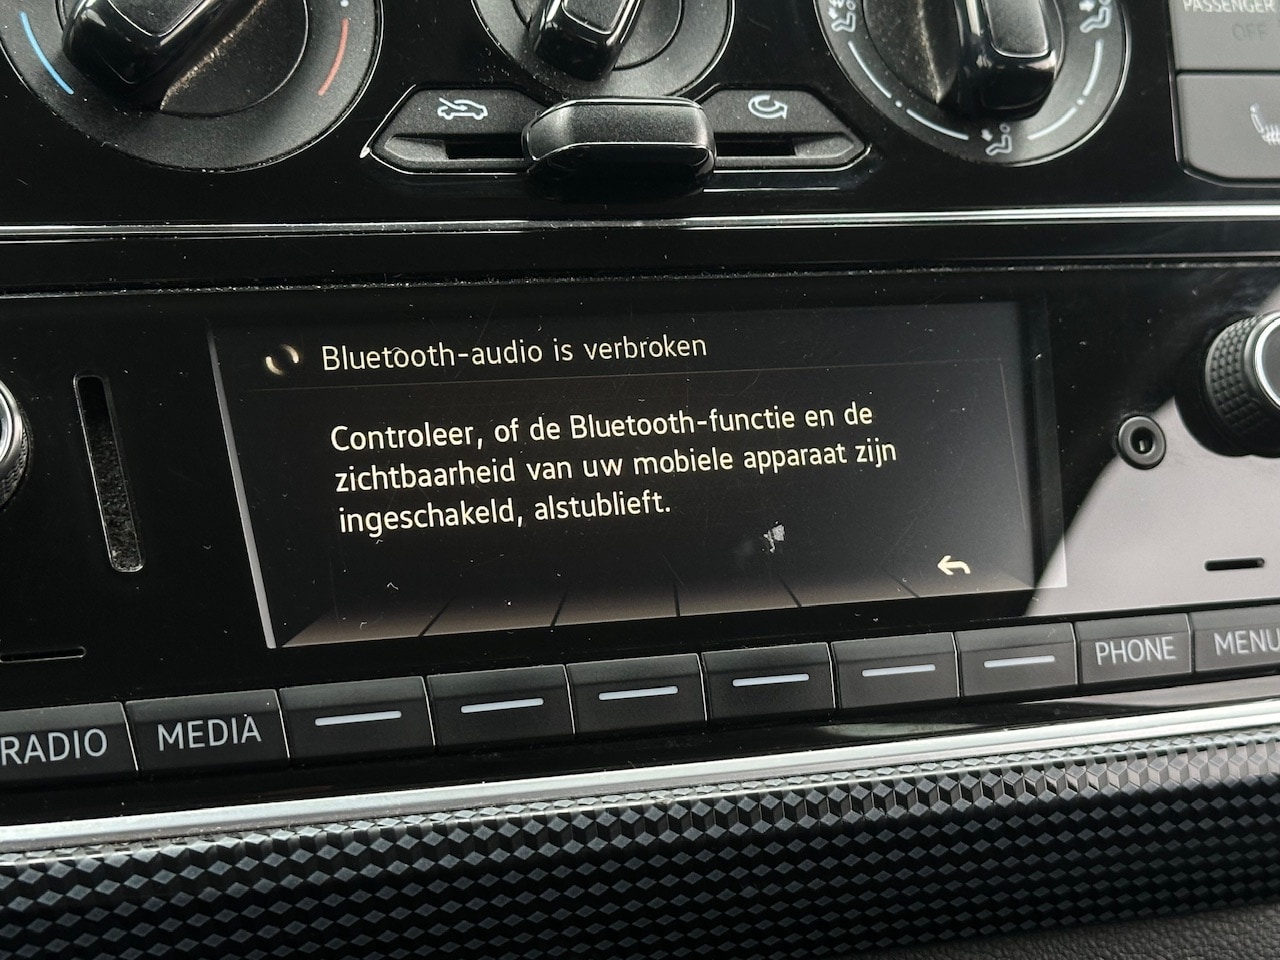 PASSENGER
OFF
Bluetooth-audio is verbroken
Controleer, of de Bluetooth-functie en de
zichtbaarheid van uw mobiele apparaat zijn
ingeschakeld, alstublieft.
RADIO MEDIA PHONE MENU